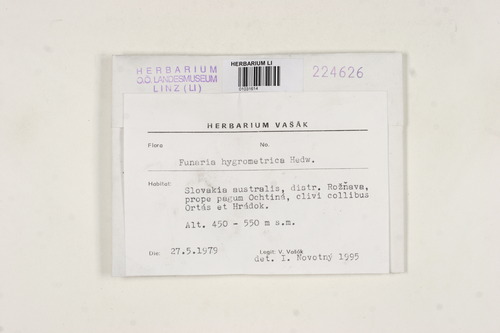 HERBARIUM
O.Ö. LANDESMUSEUM
LINZ (LI)
HERBARIUM LI
224626
HERBARIUM VAŠÁK
Flora No.
Funaria hygrometrica Hedw.
Habitat:
Slovakia australis, distr. Rožňava,
prope pagum Ochtiná, clivi collibus
Ortás et Hrádok.
Alt. 450 - 550 m s.m.
Die: 27.5.1979 Legit: V. Vašák
det. I. Novotný 1995